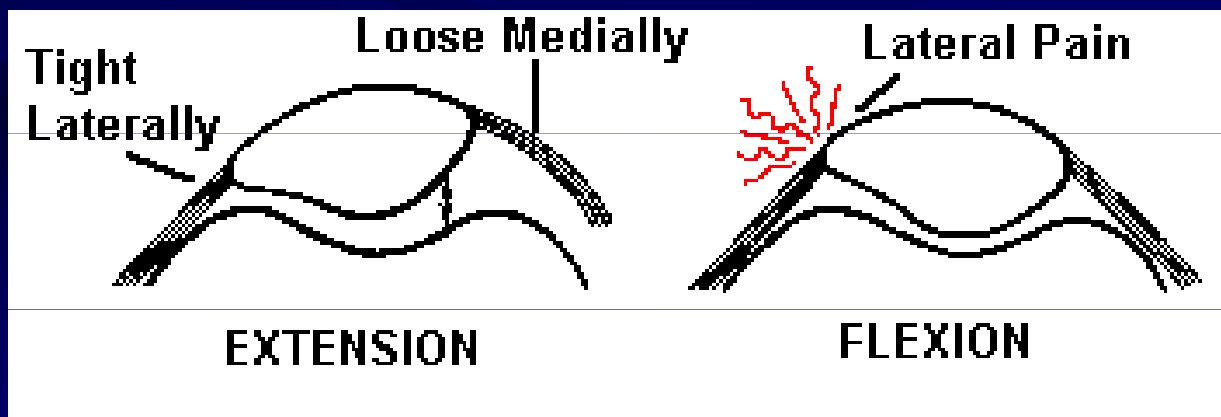 Tight
Laterally
Loose Medially
Lateral Pain
EXTENSION
FLEXION